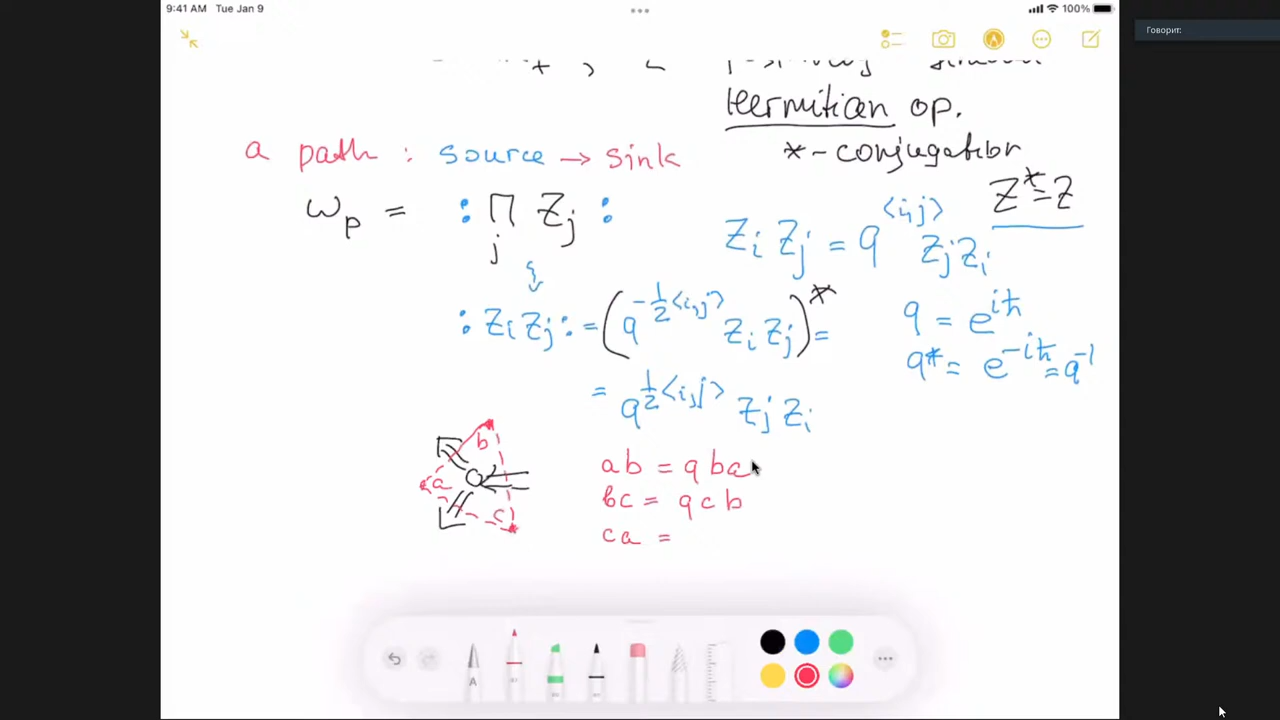 9:41 AM Tue Jan 9
100%
Говорит:
Hermitian op.
a path : source → sink
* - conjugation
Z* = Z
ω_p = : ∏_j Z_j :
Z_i Z_j = q^{<i,j>} Z_j Z_i
: Z_i Z_j : = (q^{-1/2 <i,j>} Z_i Z_j)* =
q = e^{iħ}
q* = e^{-iħ} = q^{-1}
= q^{1/2 <i,j>} Z_j Z_i
b
a
c
ab = q ba
bc = q cb
ca =
A